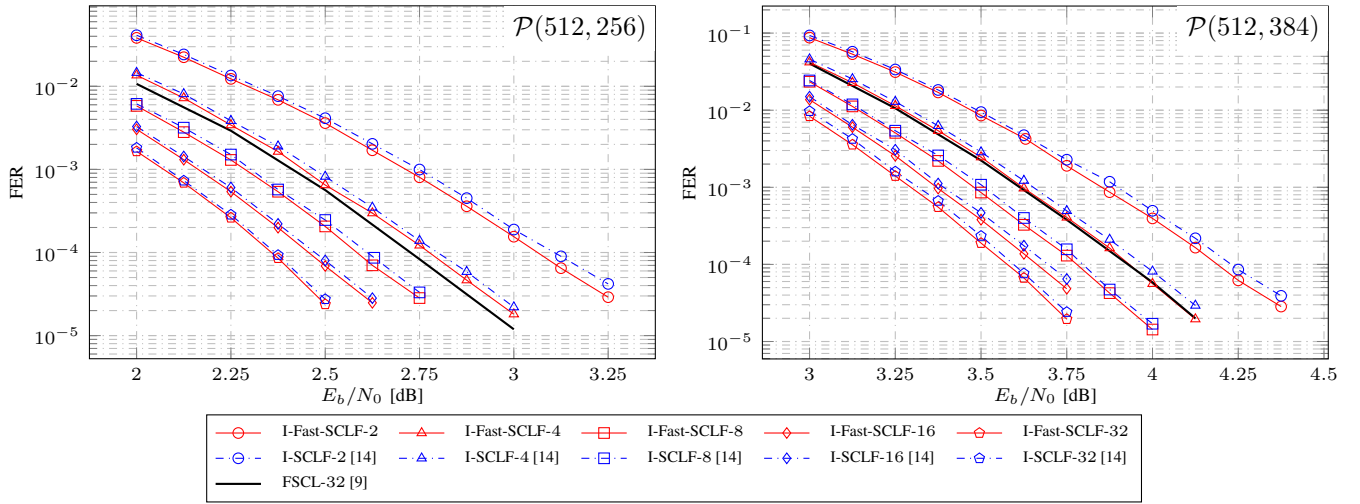 P(512, 256)
10^−2
10^−3
10^−4
10^−5
FER
2 2.25 2.5 2.75 3 3.25
E_b/N_0 [dB]
P(512, 384)
10^−1
10^−2
10^−3
10^−4
10^−5
FER
3 3.25 3.5 3.75 4 4.25 4.5
E_b/N_0 [dB]
I-Fast-SCLF-2 I-Fast-SCLF-4 I-Fast-SCLF-8 I-Fast-SCLF-16 I-Fast-SCLF-32
I-SCLF-2 [14] I-SCLF-4 [14] I-SCLF-8 [14] I-SCLF-16 [14] I-SCLF-32 [14]
FSCL-32 [9]